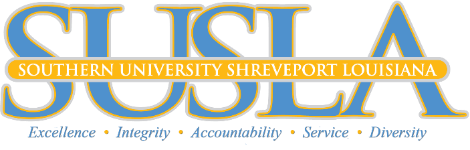 SUSLA
SOUTHERN UNIVERSITY SHREVEPORT LOUISIANA
Excellence • Integrity • Accountability • Service • Diversity